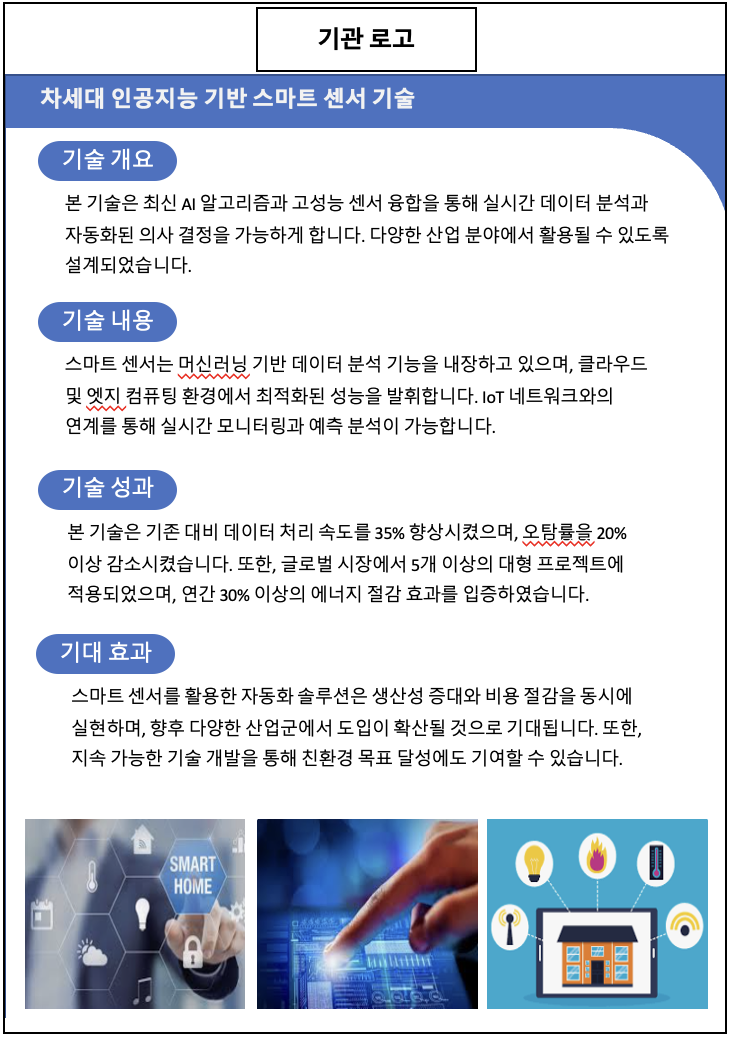 기관 로고
차세대 인공지능 기반 스마트 센서 기술
기술 개요
본 기술은 최신 AI 알고리즘과 고성능 센서 융합을 통해 실시간 데이터 분석과
자동화된 의사 결정을 가능하게 합니다. 다양한 산업 분야에서 활용될 수 있도록
설계되었습니다.
기술 내용
스마트 센서는 머신러닝 기반 데이터 분석 기능을 내장하고 있으며, 클라우드
및 엣지 컴퓨팅 환경에서 최적화된 성능을 발휘합니다. IoT 네트워크와의
연계를 통해 실시간 모니터링과 예측 분석이 가능합니다.
기술 성과
본 기술은 기존 대비 데이터 처리 속도를 35% 향상시켰으며, 오탐률을 20%
이상 감소시켰습니다. 또한, 글로벌 시장에서 5개 이상의 대형 프로젝트에
적용되었으며, 연간 30% 이상의 에너지 절감 효과를 입증하였습니다.
기대 효과
스마트 센서를 활용한 자동화 솔루션은 생산성 증대와 비용 절감을 동시에
실현하며, 향후 다양한 산업군에서 도입이 확산될 것으로 기대됩니다. 또한,
지속 가능한 기술 개발을 통해 친환경 목표 달성에도 기여할 수 있습니다.
SMART
HOME